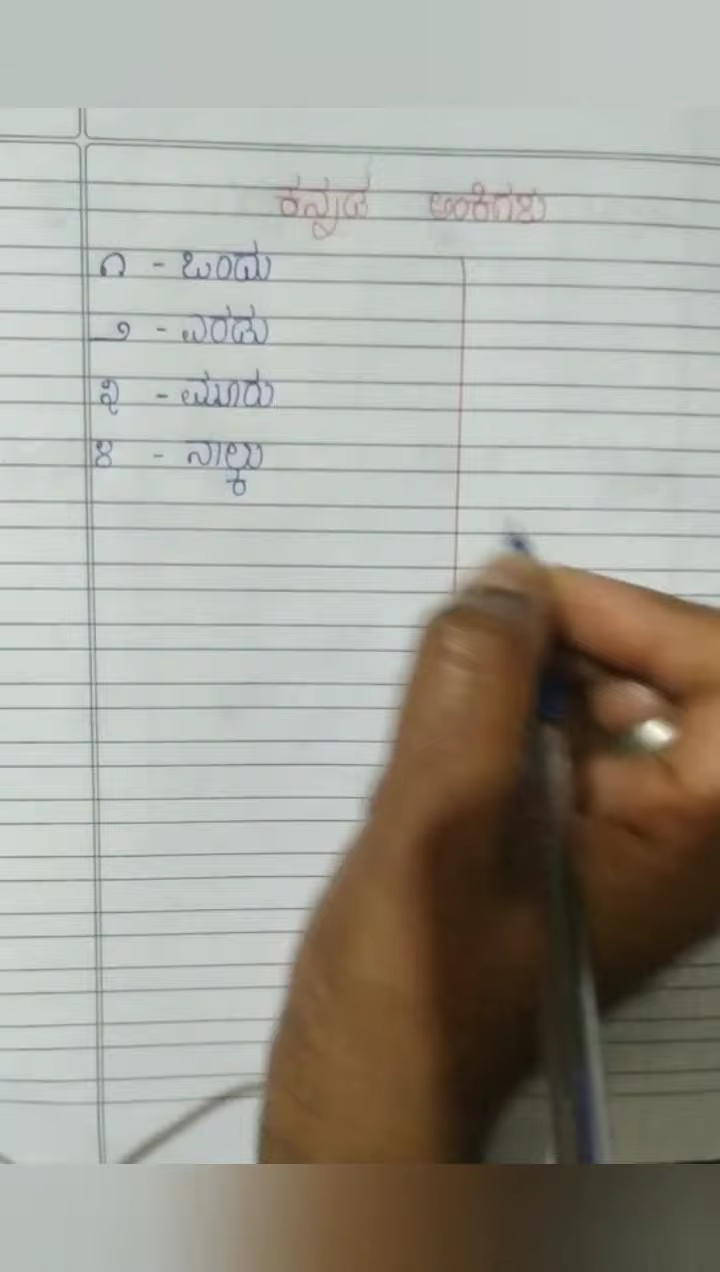 ಕನ್ನಡ ಅಂಕಿಗಳು
೧ - ಒಂದು
೨ - ಎರಡು
೩ - ಮೂರು
೪ - ನಾಲ್ಕು